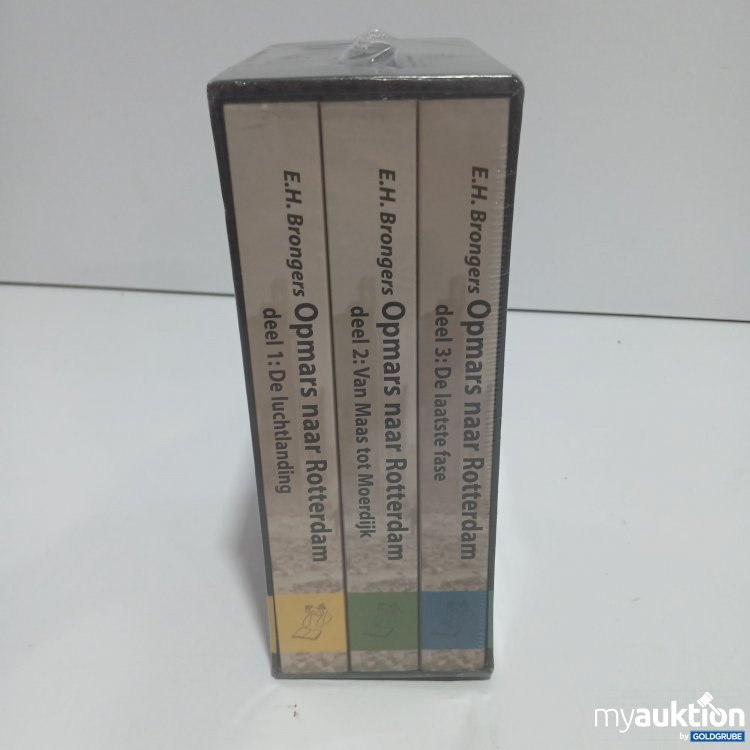 E.H. Brongers Opmars naar Rotterdam
deel 1: De luchtlanding
E.H. Brongers Opmars naar Rotterdam
deel 2: Van Maas tot Moerdijk
E.H. Brongers Opmars naar Rotterdam
deel 3: De laatste fase
myauktion
by GOLDGRUBE